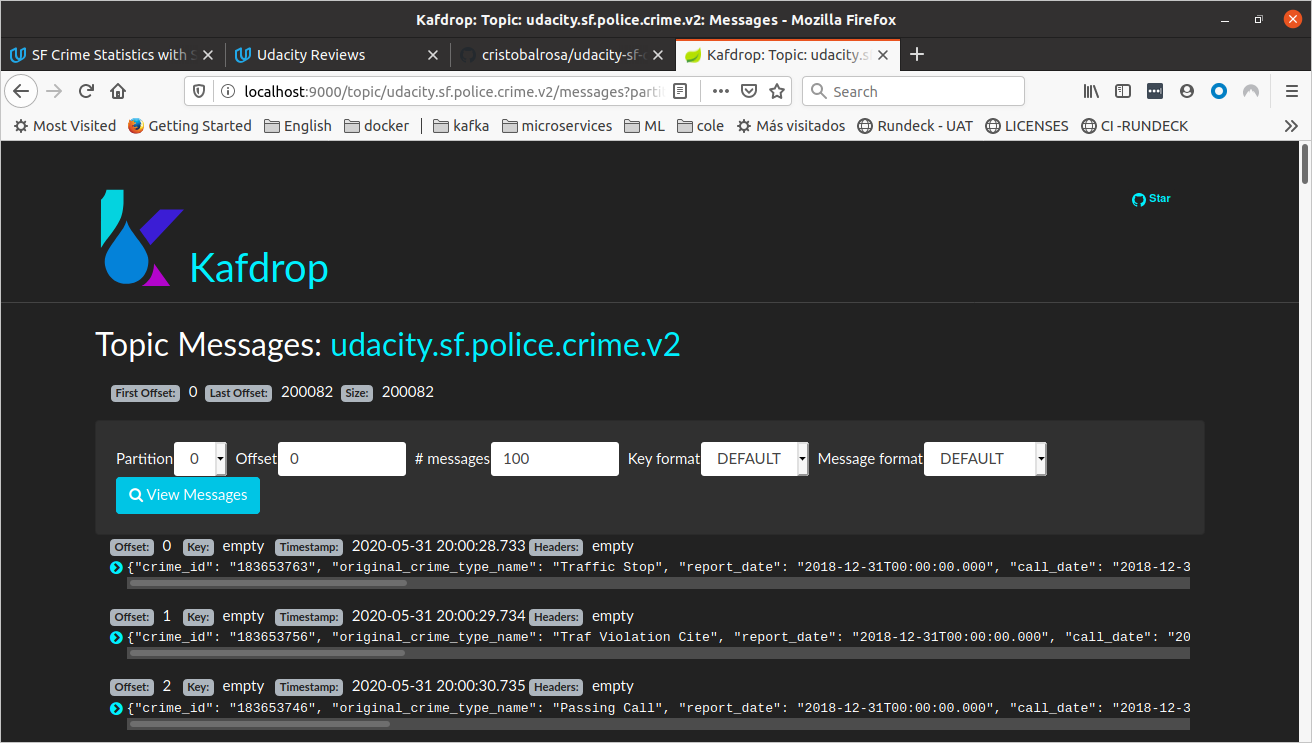 Kafdrop: Topic: udacity.sf.police.crime.v2: Messages - Mozilla Firefox
SF Crime Statistics with S Udacity Reviews cristobalrosa/udacity-sf-c Kafdrop: Topic: udacity.sf
localhost:9000/topic/udacity.sf.police.crime.v2/messages?parti Search
Most Visited Getting Started English docker kafka microservices ML cole Más visitados Rundeck - UAT LICENSES CI -RUNDECK
Star
Kafdrop
Topic Messages: udacity.sf.police.crime.v2
First Offset: 0 Last Offset: 200082 Size: 200082
Partition 0 Offset 0 # messages 100 Key format DEFAULT Message format DEFAULT
View Messages
Offset: 0 Key: empty Timestamp: 2020-05-31 20:00:28.733 Headers: empty
{"crime_id": "183653763", "original_crime_type_name": "Traffic Stop", "report_date": "2018-12-31T00:00:00.000", "call_date": "2018-12-3
Offset: 1 Key: empty Timestamp: 2020-05-31 20:00:29.734 Headers: empty
{"crime_id": "183653756", "original_crime_type_name": "Traf Violation Cite", "report_date": "2018-12-31T00:00:00.000", "call_date": "20
Offset: 2 Key: empty Timestamp: 2020-05-31 20:00:30.735 Headers: empty
{"crime_id": "183653746", "original_crime_type_name": "Passing Call", "report_date": "2018-12-31T00:00:00.000", "call_date": "2018-12-3